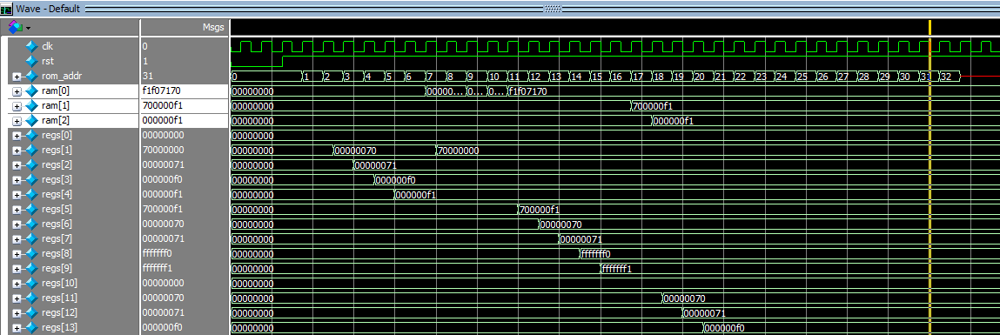 Wave - Default
Msgs
clk 0
rst 1
rom_addr 31 0 1 2 3 4 5 6 7 8 9 10 11 12 13 14 15 16 17 18 19 20 21 22 23 24 25 26 27 28 29 30 31 32
ram[0] f1f07170 00000000 00000... 0... 0... f1f07170
ram[1] 700000f1 00000000 700000f1
ram[2] 000000f1 00000000 000000f1
regs[0] 00000000 00000000
regs[1] 70000000 00000000 00000070 70000000
regs[2] 00000071 00000000 00000071
regs[3] 000000f0 00000000 000000f0
regs[4] 000000f1 00000000 000000f1
regs[5] 700000f1 00000000 700000f1
regs[6] 00000070 00000000 00000070
regs[7] 00000071 00000000 00000071
regs[8] fffffff0 00000000 fffffff0
regs[9] fffffff1 00000000 fffffff1
regs[10] 00000000 00000000
regs[11] 00000070 00000000 00000070
regs[12] 00000071 00000000 00000071
regs[13] 000000f0 00000000 000000f0